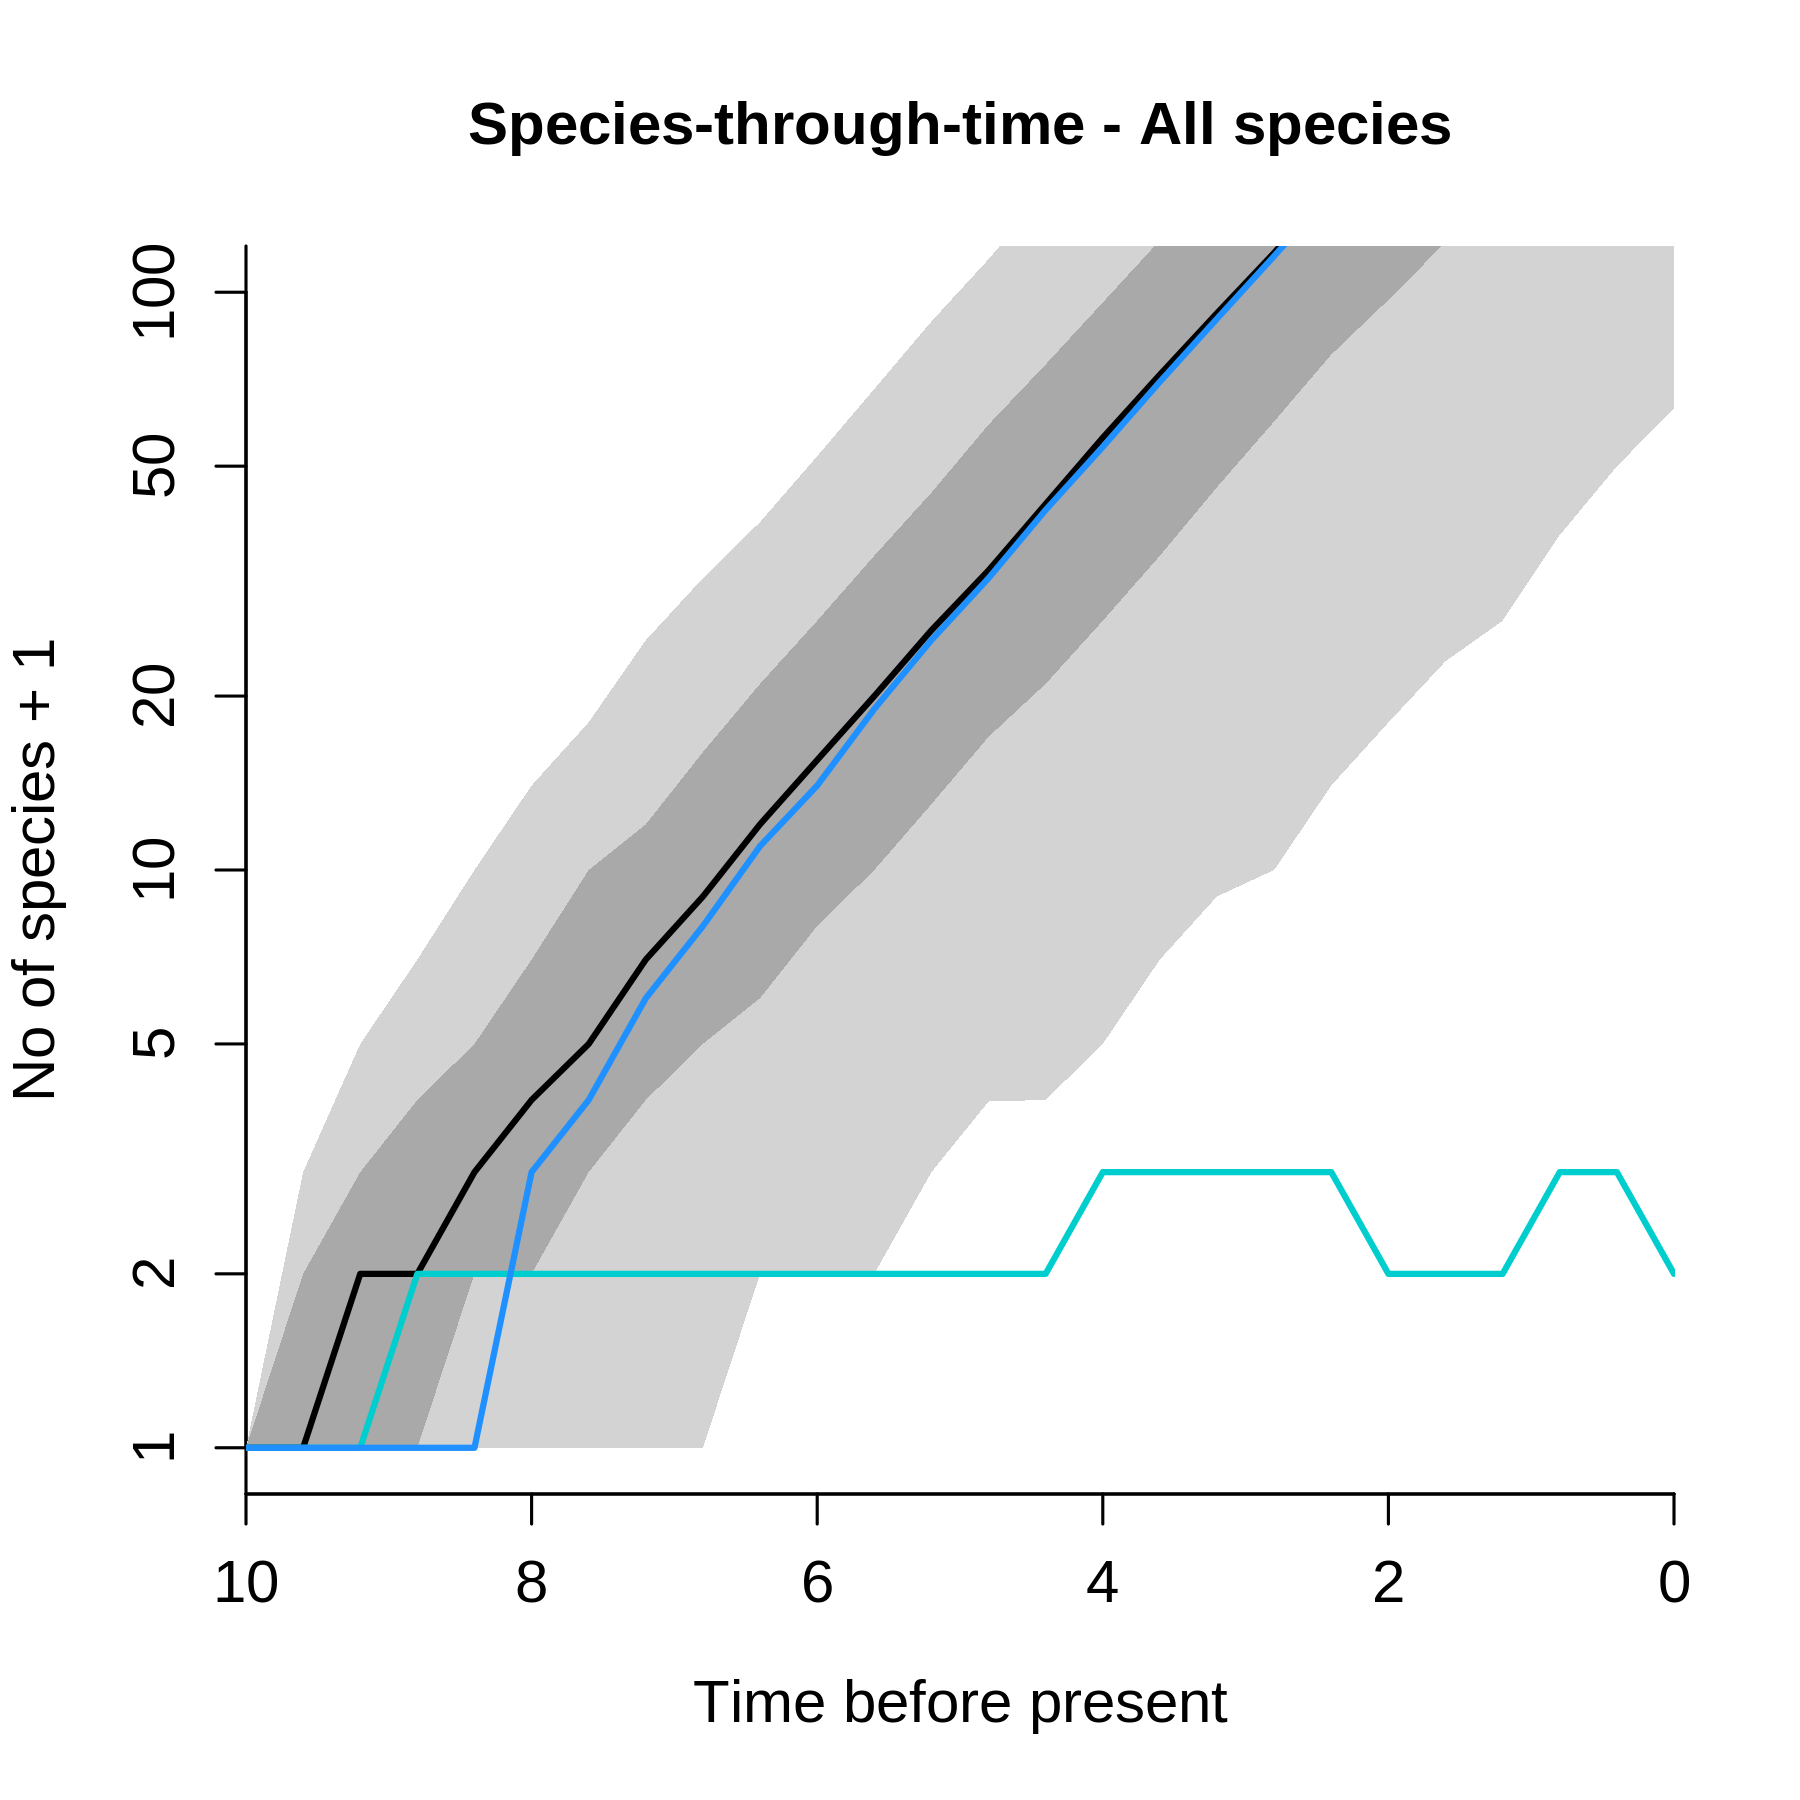 Species-through-time - All species
No of species + 1
100
50
20
10
5
2
1
10 8 6 4 2 0
Time before present